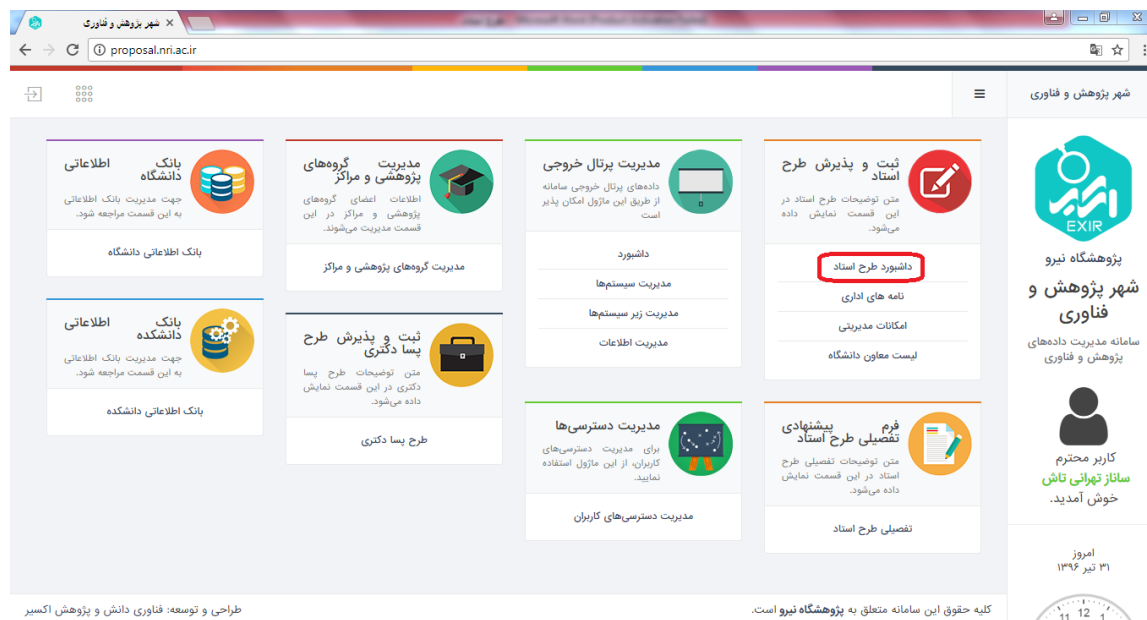 شهر پژوهش و فناوری
proposal.nri.ac.ir
شهر پژوهش و فناوری
EXIR
پژوهشگاه نیرو
شهر پژوهش و
فناوری
سامانه مدیریت داده‌های
پژوهش و فناوری
کاربر محترم
ساناز تهرانی تاش
خوش آمدید.
امروز
۳۱ تیر ۱۳۹۶
11 12 1
ثبت و پذیرش طرح
استاد
متن توضیحات طرح استاد در
این قسمت نمایش داده
می‌شود.
داشبورد طرح استاد
نامه های اداری
امکانات مدیریتی
لیست معاون دانشگاه
فرم پیشنهادی
تفصیلی طرح استاد
متن توضیحات تفصیلی طرح
استاد در این قسمت نمایش
داده می‌شود.
تفصیلی طرح استاد
مدیریت پرتال خروجی
داده‌های پرتال خروجی سامانه
از طریق این ماژول امکان پذیر
است
داشبورد
مدیریت سیستم‌ها
مدیریت زیر سیستم‌ها
مدیریت اطلاعات
مدیریت دسترسی‌ها
برای مدیریت دسترسی‌های
کاربران، از این ماژول استفاده
نمایید.
مدیریت دسترسی‌های کاربران
مدیریت گروه‌های
پژوهشی و مراکز
اطلاعات اعضای گروه‌های
پژوهشی و مراکز در این
قسمت مدیریت می‌شوند.
مدیریت گروه‌های پژوهشی و مراکز
ثبت و پذیرش طرح
پسا دکتری
متن توضیحات طرح پسا
دکتری در این قسمت نمایش
داده می‌شود.
طرح پسا دکتری
بانک اطلاعاتی
دانشگاه
جهت مدیریت بانک اطلاعاتی
به این قسمت مراجعه شود.
بانک اطلاعاتی دانشگاه
بانک اطلاعاتی
دانشکده
جهت مدیریت بانک اطلاعاتی
به این قسمت مراجعه شود.
بانک اطلاعاتی دانشکده
کلیه حقوق این سامانه متعلق به پژوهشگاه نیرو است.
طراحی و توسعه: فناوری دانش و پژوهش اکسیر